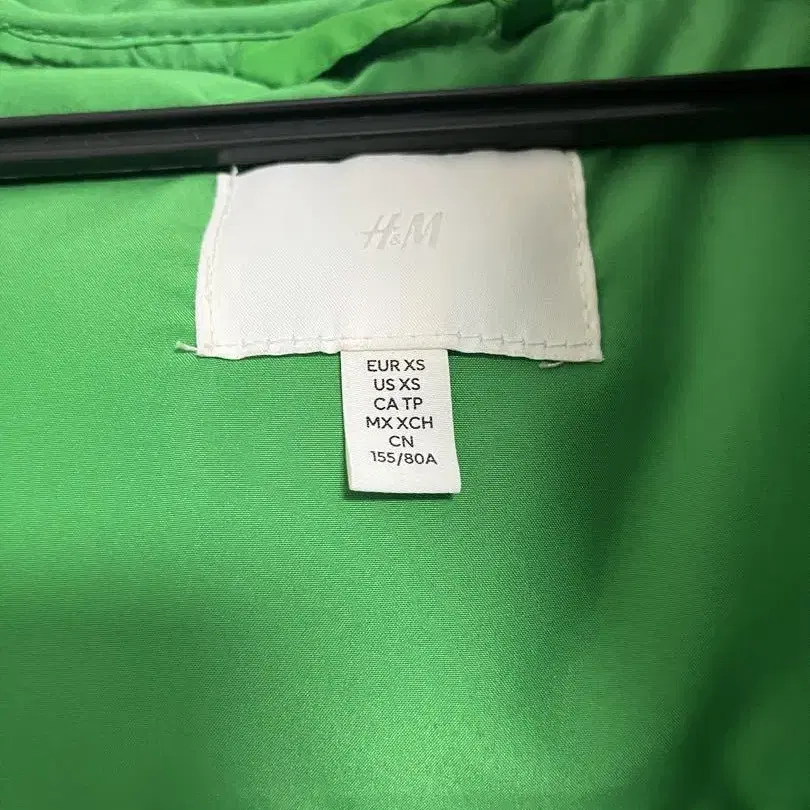 H&M
EUR XS
US XS
CA TP
MX XCH
CN
155/80A